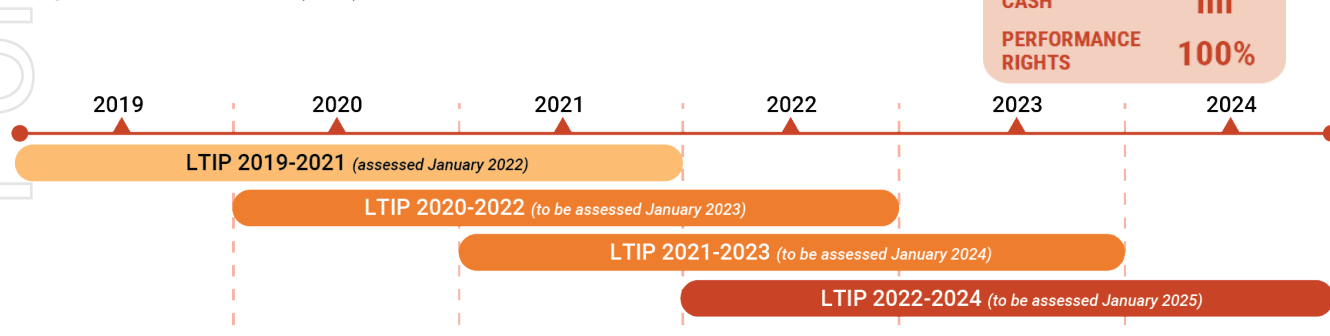 CASH nil
PERFORMANCE
RIGHTS 100%
2019 2020 2021 2022 2023 2024
LTIP 2019-2021 (assessed January 2022)
LTIP 2020-2022 (to be assessed January 2023)
LTIP 2021-2023 (to be assessed January 2024)
LTIP 2022-2024 (to be assessed January 2025)